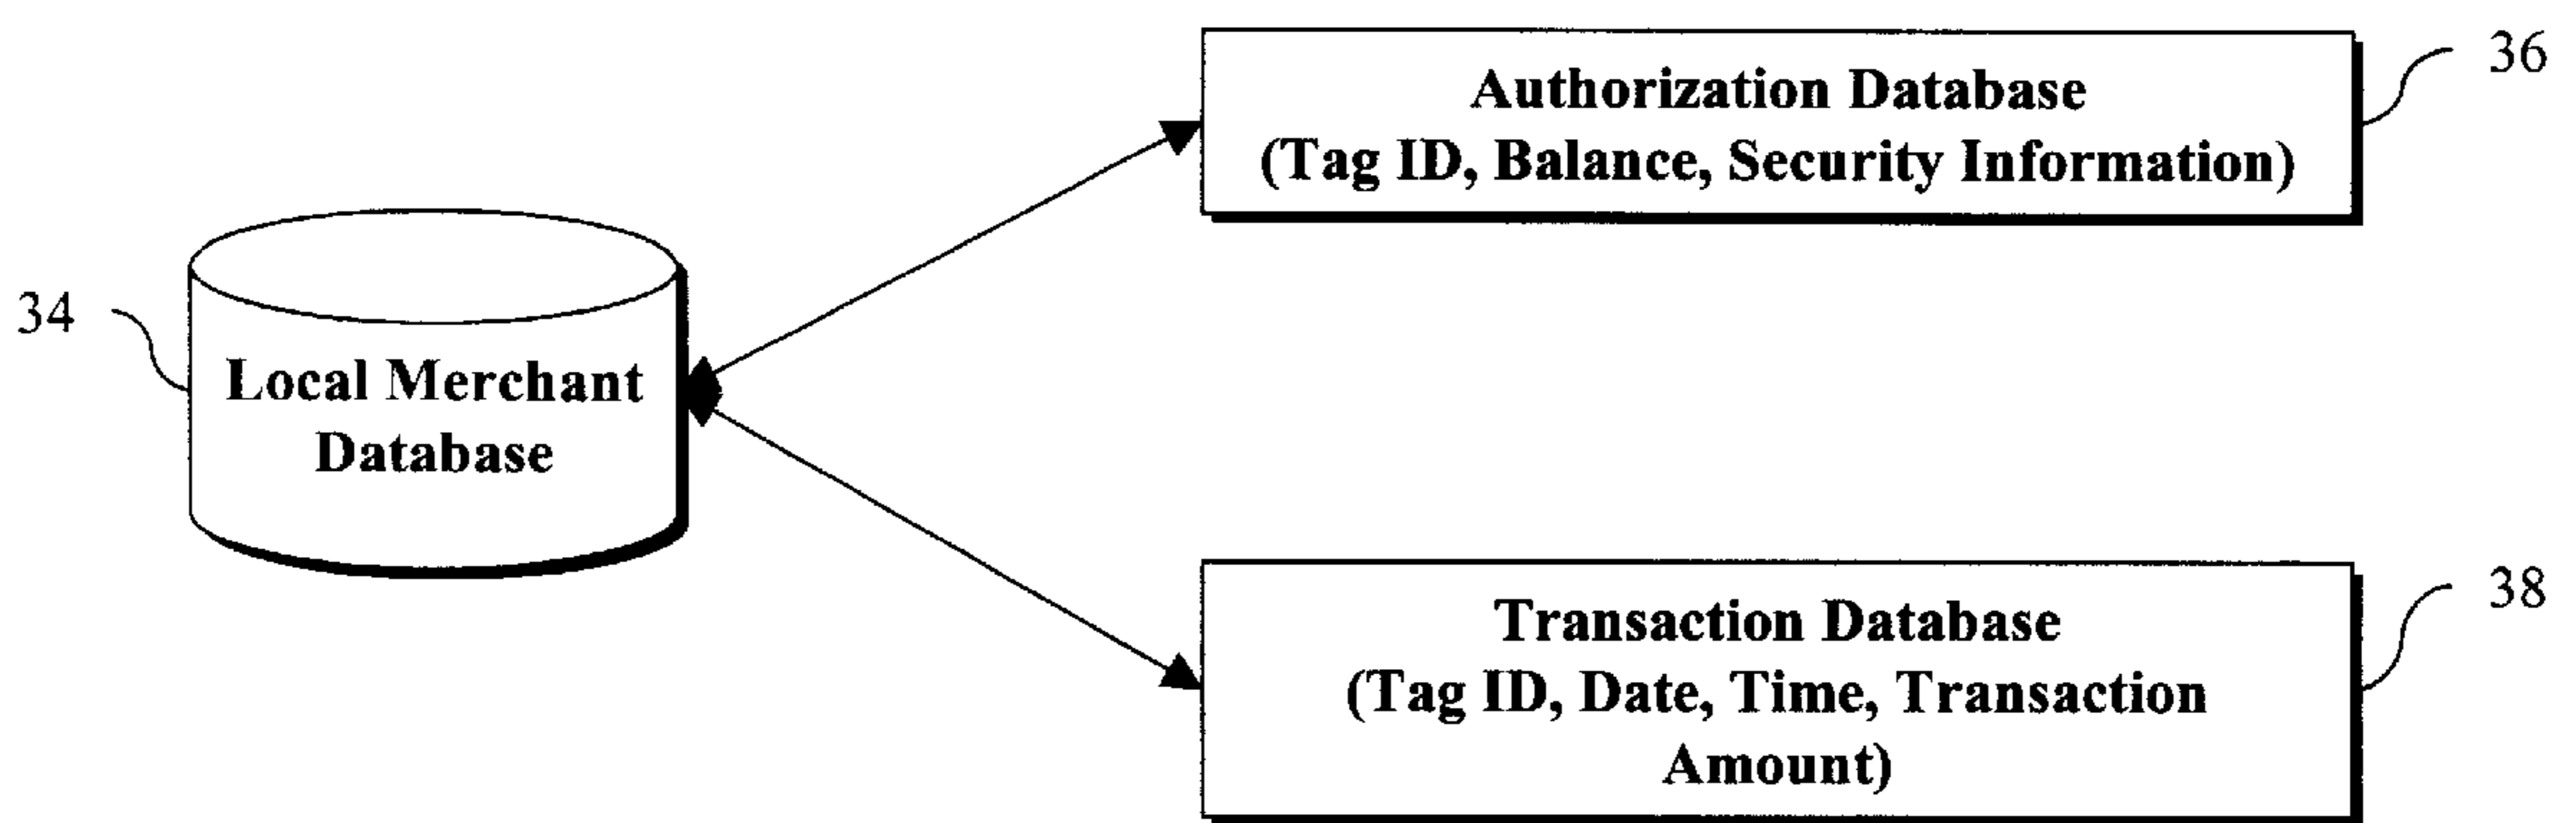 36
Authorization Database
(Tag ID, Balance, Security Information)
34
Local Merchant
Database
38
Transaction Database
(Tag ID, Date, Time, Transaction
Amount)